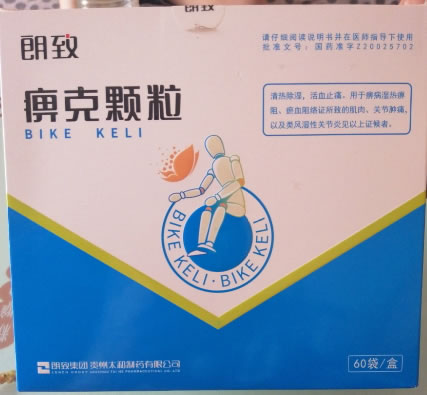 朗致
请仔细阅读说明书并在医师指导下使用
批准文号：国药准字Z20025702
朗致
痹克颗粒
BIKE KELI
清热除湿，活血止痛。用于痹病湿热痹
阻、瘀血阻络证所致的肌肉、关节肿痛，
以及类风湿性关节炎见以上证候者。
BIKE KELI · BIKE KELI
朗致集团 贵州太和制药有限公司
60袋/盒